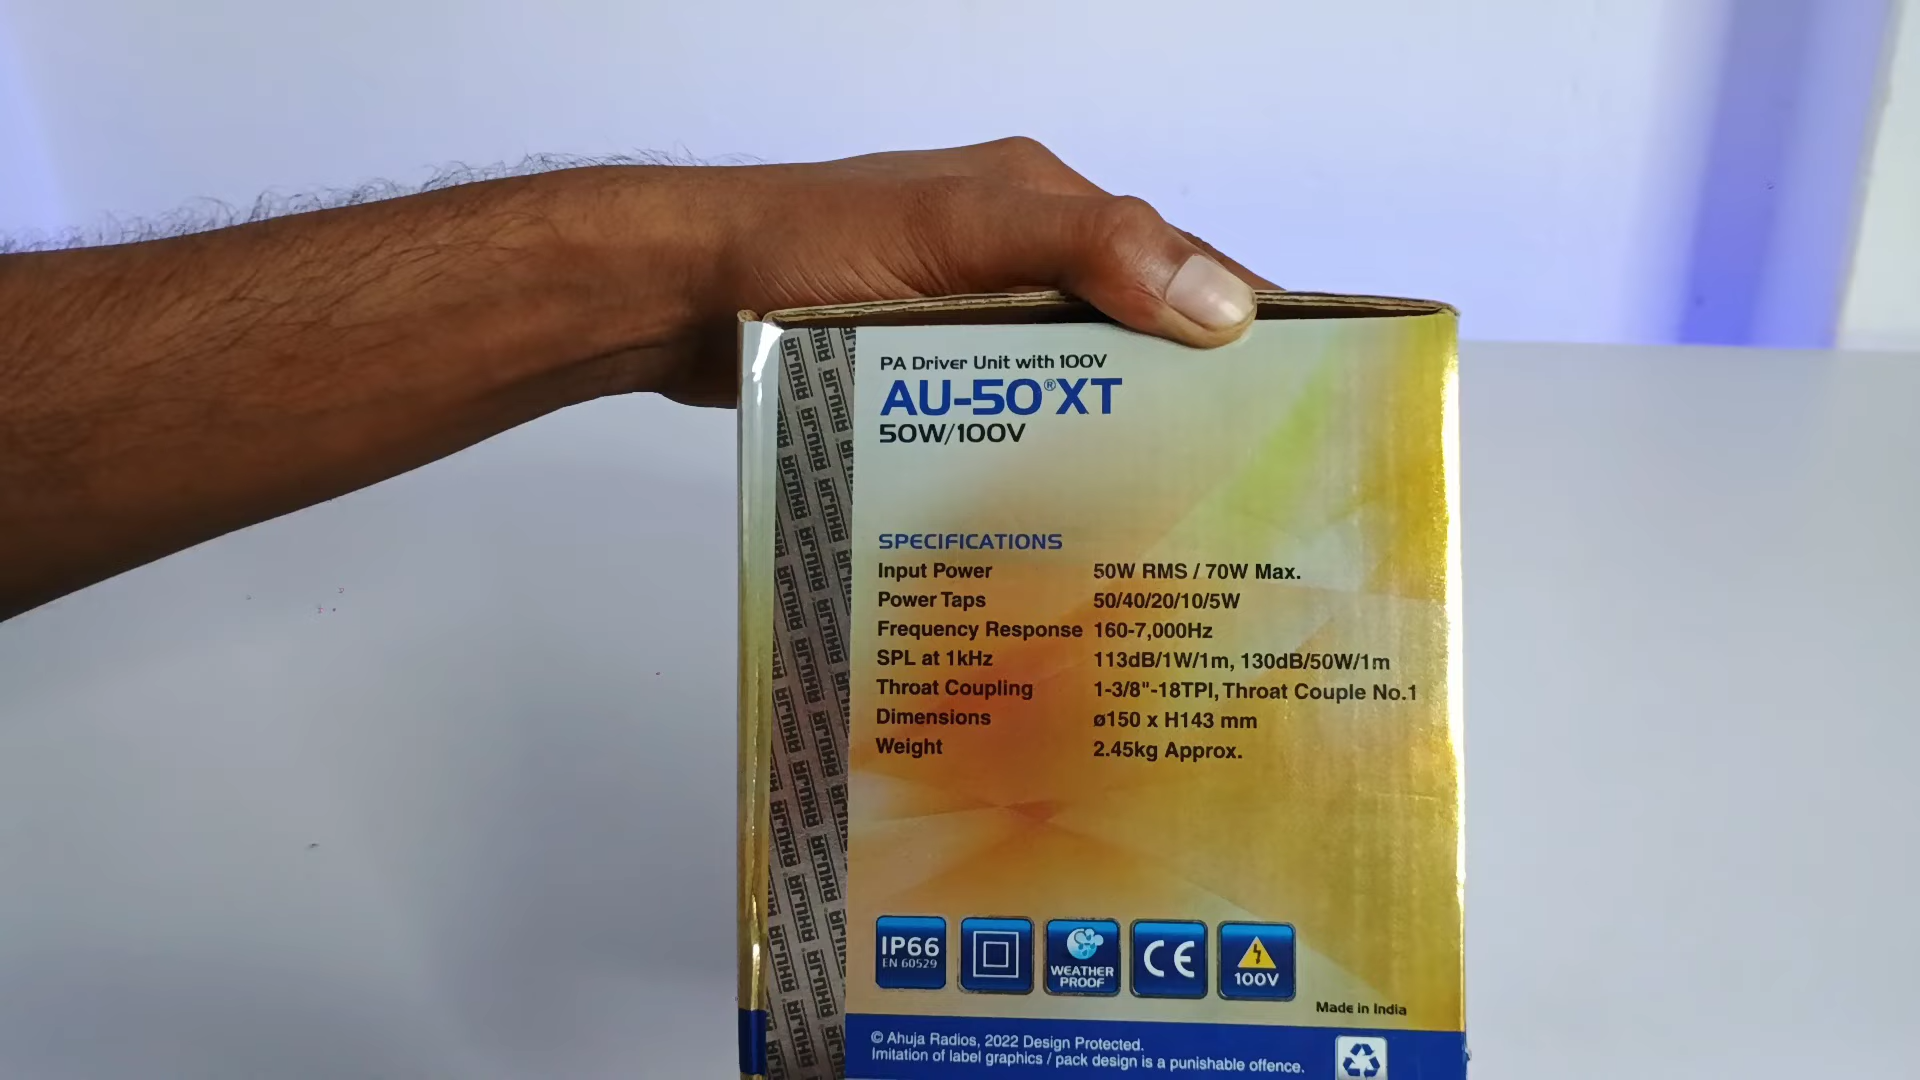 PA Driver Unit with 100V
AU-50®XT
50W/100V
SPECIFICATIONS
Input Power 50W RMS / 70W Max.
Power Taps 50/40/20/10/5W
Frequency Response 160-7,000Hz
SPL at 1kHz 113dB/1W/1m, 130dB/50W/1m
Throat Coupling 1-3/8"-18TPI, Throat Couple No.1
Dimensions ø150 x H143 mm
Weight 2.45kg Approx.
IP66
EN 60529
WEATHER
PROOF
CE
100V
Made in India
© Ahuja Radios, 2022 Design Protected.
Imitation of label graphics / pack design is a punishable offence.
AHUJA